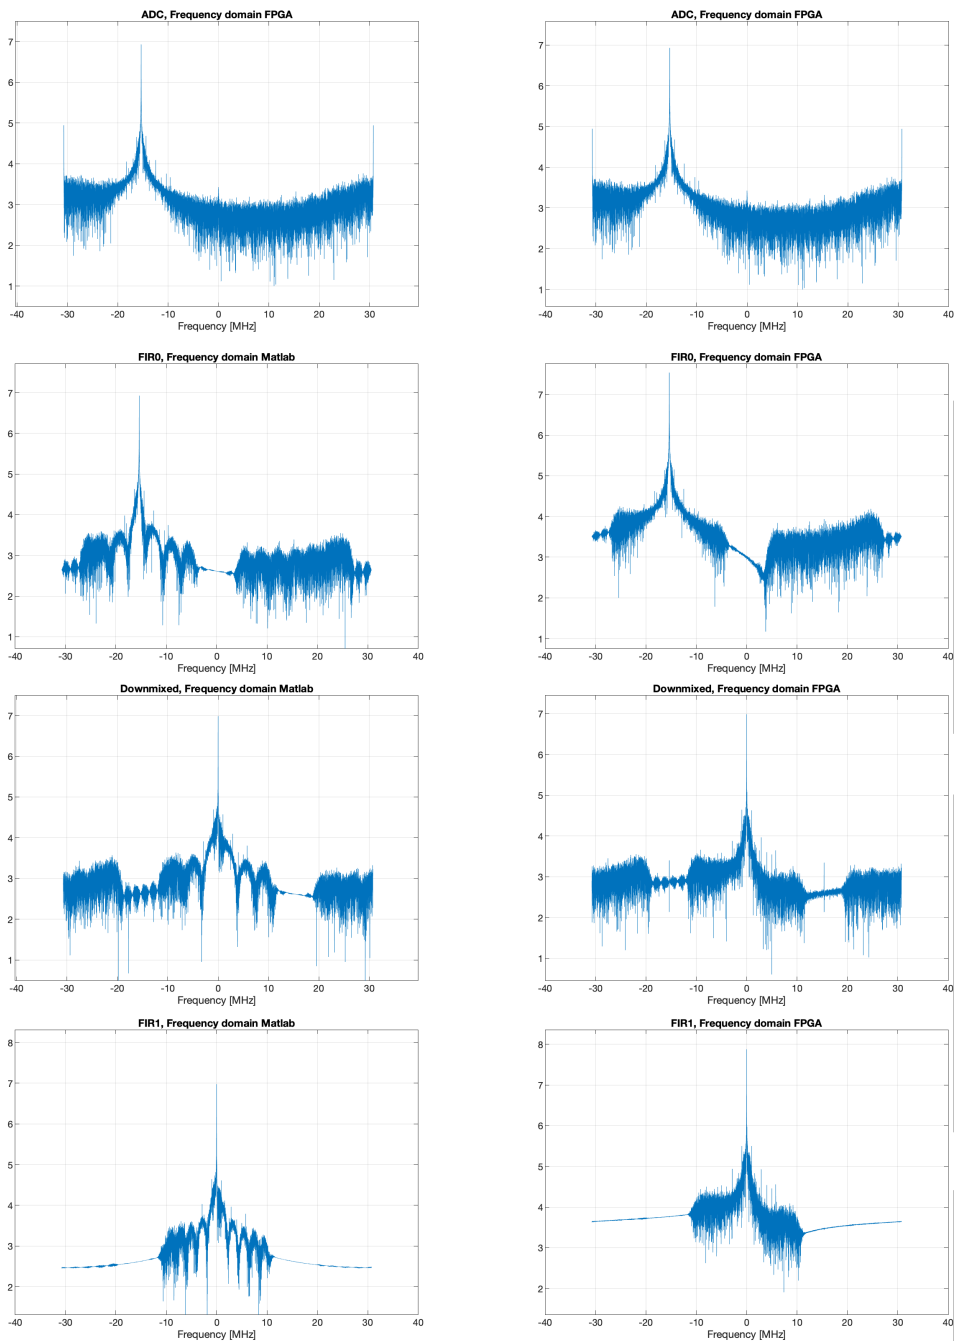 ADC, Frequency domain FPGA
7
6
5
4
3
2
1
-40 -30 -20 -10 0 10 20 30 40
Frequency [MHz]
ADC, Frequency domain FPGA
7
6
5
4
3
2
1
-40 -30 -20 -10 0 10 20 30 40
Frequency [MHz]
FIR0, Frequency domain Matlab
7
6
5
4
3
2
1
-40 -30 -20 -10 0 10 20 30 40
Frequency [MHz]
FIR0, Frequency domain FPGA
7
6
5
4
3
2
1
-40 -30 -20 -10 0 10 20 30 40
Frequency [MHz]
Downmixed, Frequency domain Matlab
7
6
5
4
3
2
1
-40 -30 -20 -10 0 10 20 30 40
Frequency [MHz]
Downmixed, Frequency domain FPGA
7
6
5
4
3
2
1
-40 -30 -20 -10 0 10 20 30 40
Frequency [MHz]
FIR1, Frequency domain Matlab
8
7
6
5
4
3
2
-40 -30 -20 -10 0 10 20 30 40
Frequency [MHz]
FIR1, Frequency domain FPGA
8
7
6
5
4
3
2
-40 -30 -20 -10 0 10 20 30 40
Frequency [MHz]